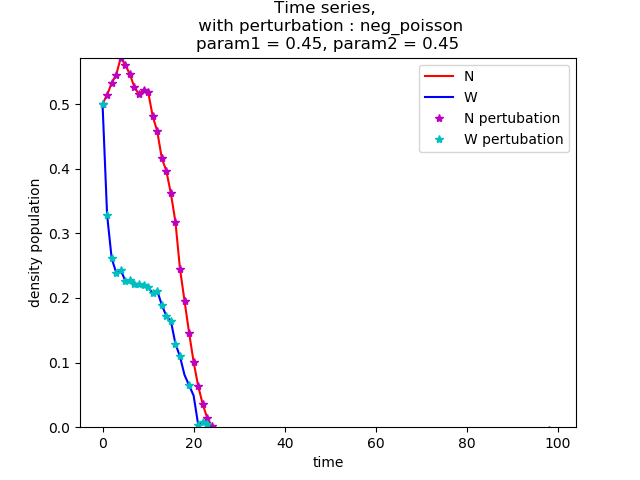 Time series,
with perturbation : neg_poisson
param1 = 0.45, param2 = 0.45
N
W
N pertubation
W pertubation
density population
0.5
0.4
0.3
0.2
0.1
0.0
0 20 40 60 80 100
time